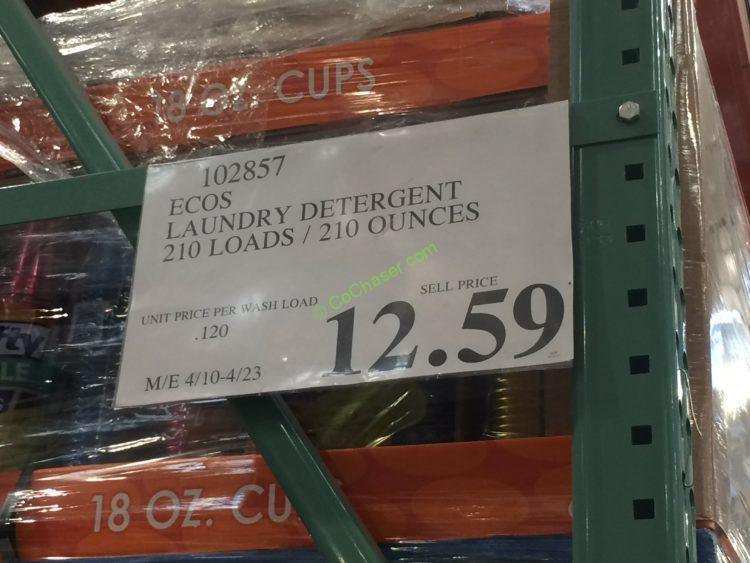 18 OZ. CUPS
102857
ECOS
LAUNDRY DETERGENT
210 LOADS / 210 OUNCES
© CoChaser.com
SELL PRICE
UNIT PRICE PER WASH LOAD
.120
12.59
M/E 4/10-4/23
18 OZ. CU